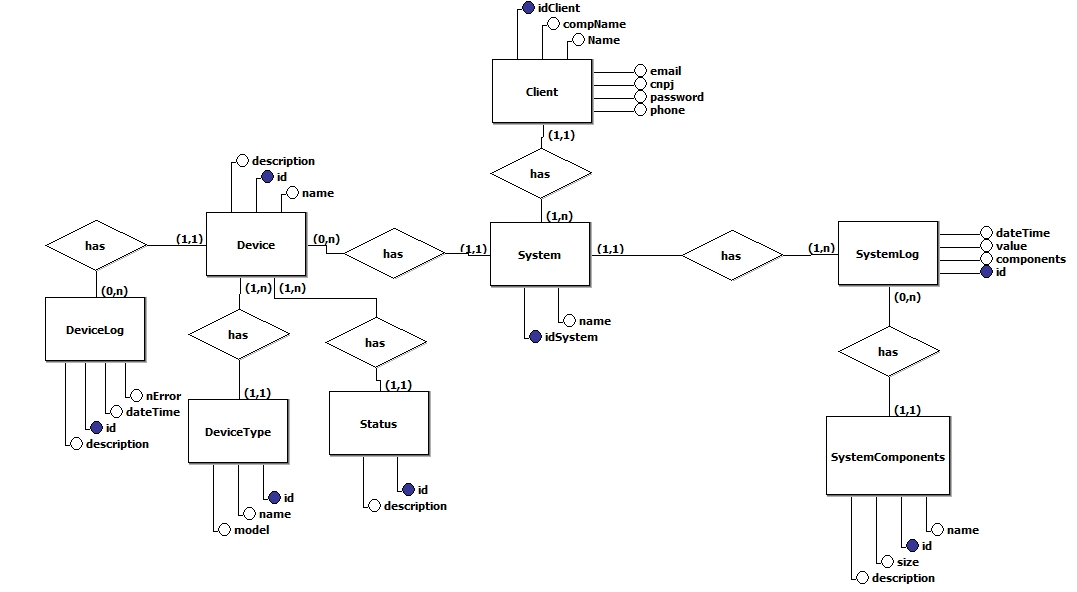 idClient
compName
Name
Client
email
cnpj
password
phone
(1,1)
has
(1,n)
description
id
name
has
(1,1)
Device
(0,n)
has
(1,1)
System
(1,1)
has
(1,n)
SystemLog
dateTime
value
components
id
(0,n)
DeviceLog
nError
dateTime
id
description
(1,n)
(1,n)
has
has
(1,1)
(1,1)
DeviceType
Status
id
name
model
id
description
name
idSystem
(0,n)
has
(1,1)
SystemComponents
name
id
size
description